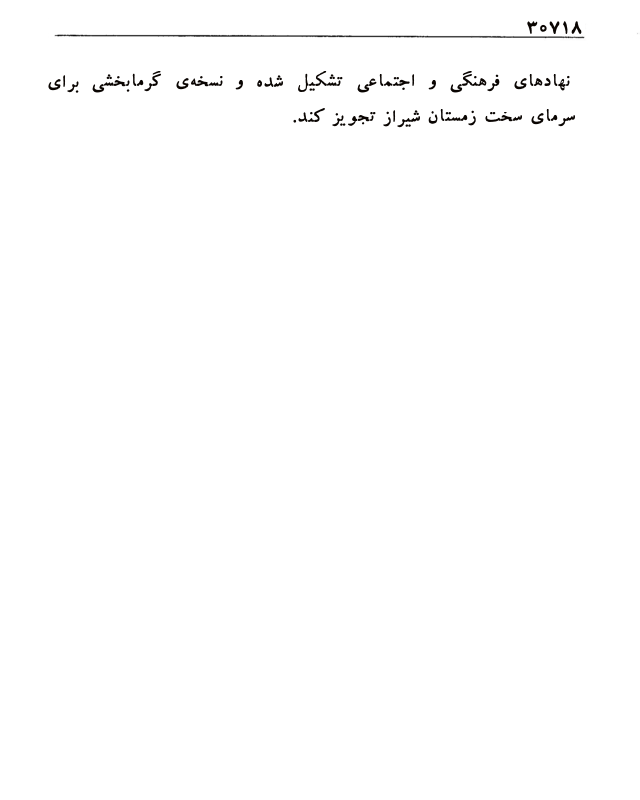 ۳۰۷۱۸
نهادهای فرهنگی و اجتماعی تشکیل شده و نسخه‌ی گرمابخشی برای
سرمای سخت زمستان شیراز تجویز کند.